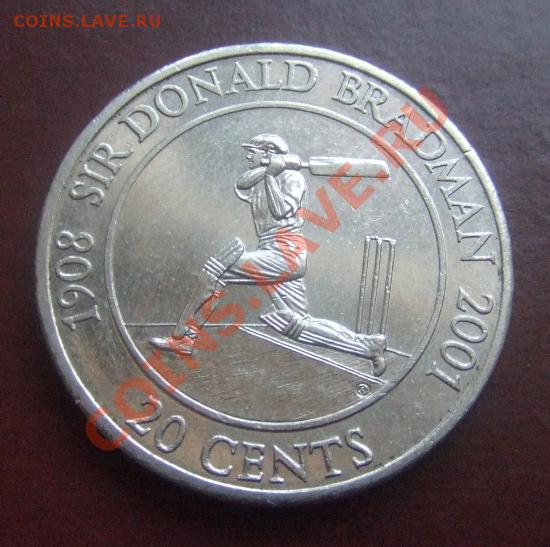 COINS.LAVE.RU
1908 SIR DONALD BRADMAN 2001
20 CENTS
COINS.LAVE.RU